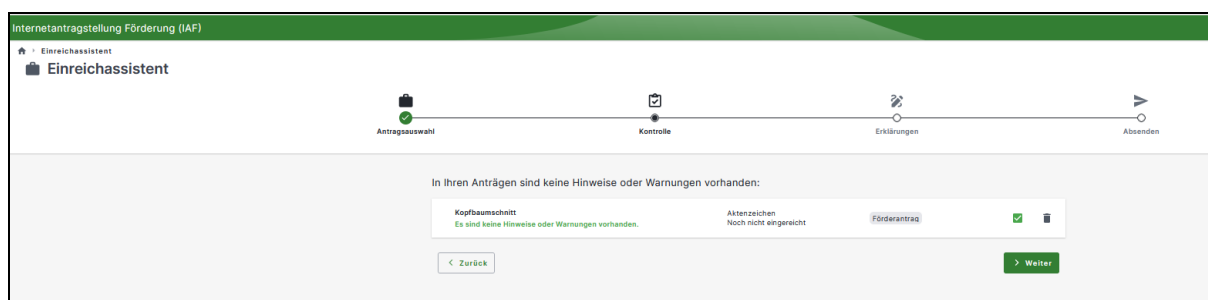 Internetantragstellung Förderung (IAF)
Einreichassistent
Einreichassistent
Antragsauswahl
Kontrolle
Erklärungen
Absenden
In Ihren Anträgen sind keine Hinweise oder Warnungen vorhanden:
Kopfbaumschnitt
Es sind keine Hinweise oder Warnungen vorhanden.
Aktenzeichen
Noch nicht eingereicht
Förderantrag
Zurück
Weiter